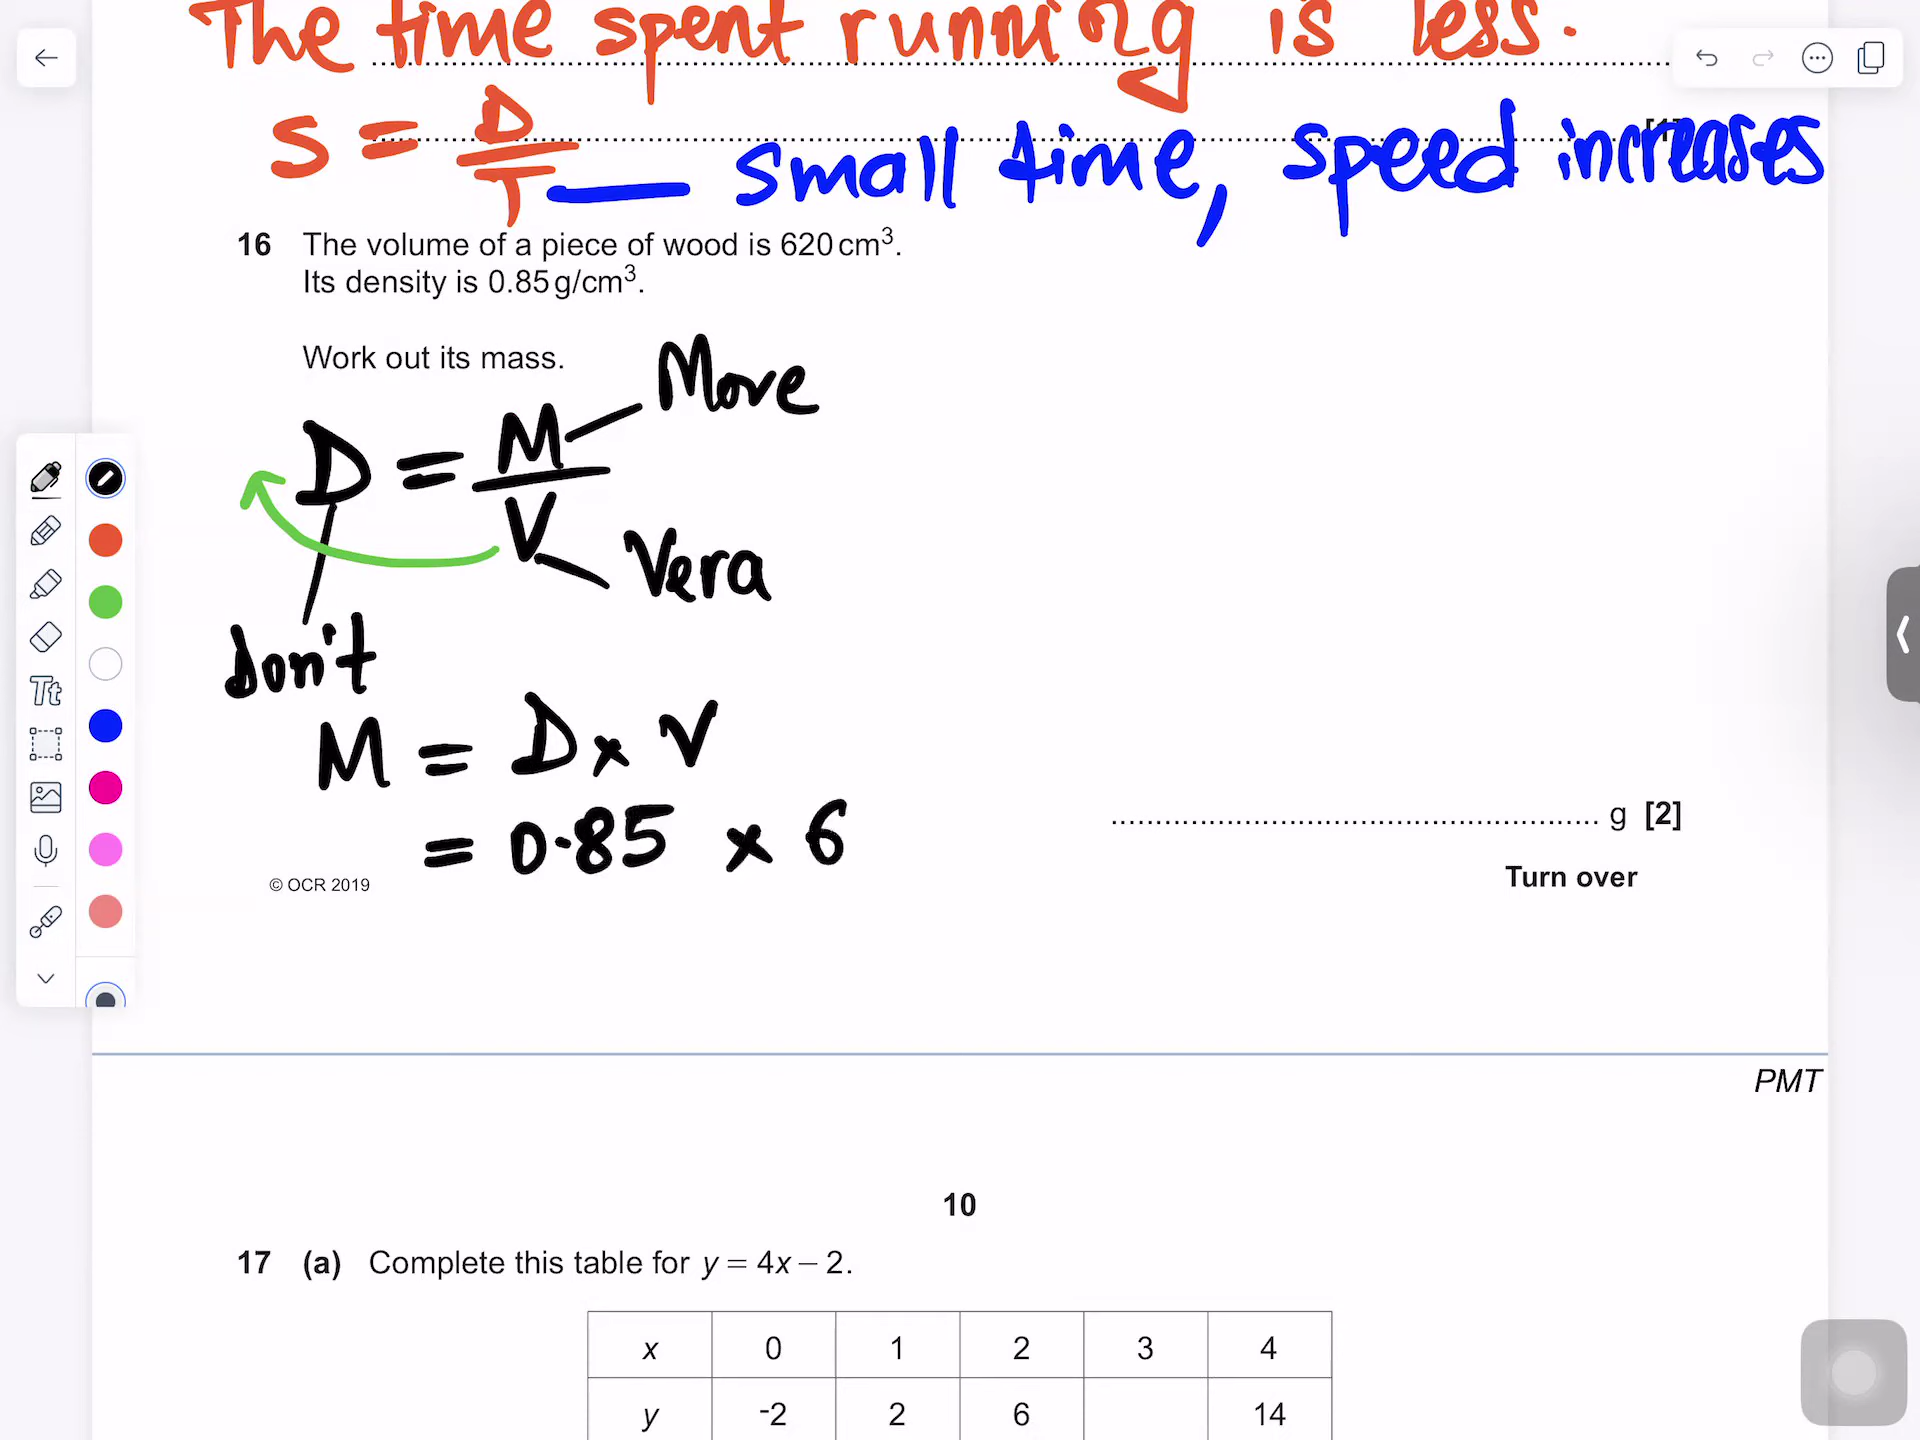 The time spent running is less.
[1]
S = D/T — small time, speed increases
16 The volume of a piece of wood is 620 cm³.
Its density is 0.85 g/cm³.
Work out its mass.
Move
D = M/V
Vera
don't
M = D × V
= 0.85 × 6
.......... g [2]
Turn over
© OCR 2019
PMT
10
17 (a) Complete this table for y = 4x – 2.
x 0 1 2 3 4
y -2 2 6 14
Tt